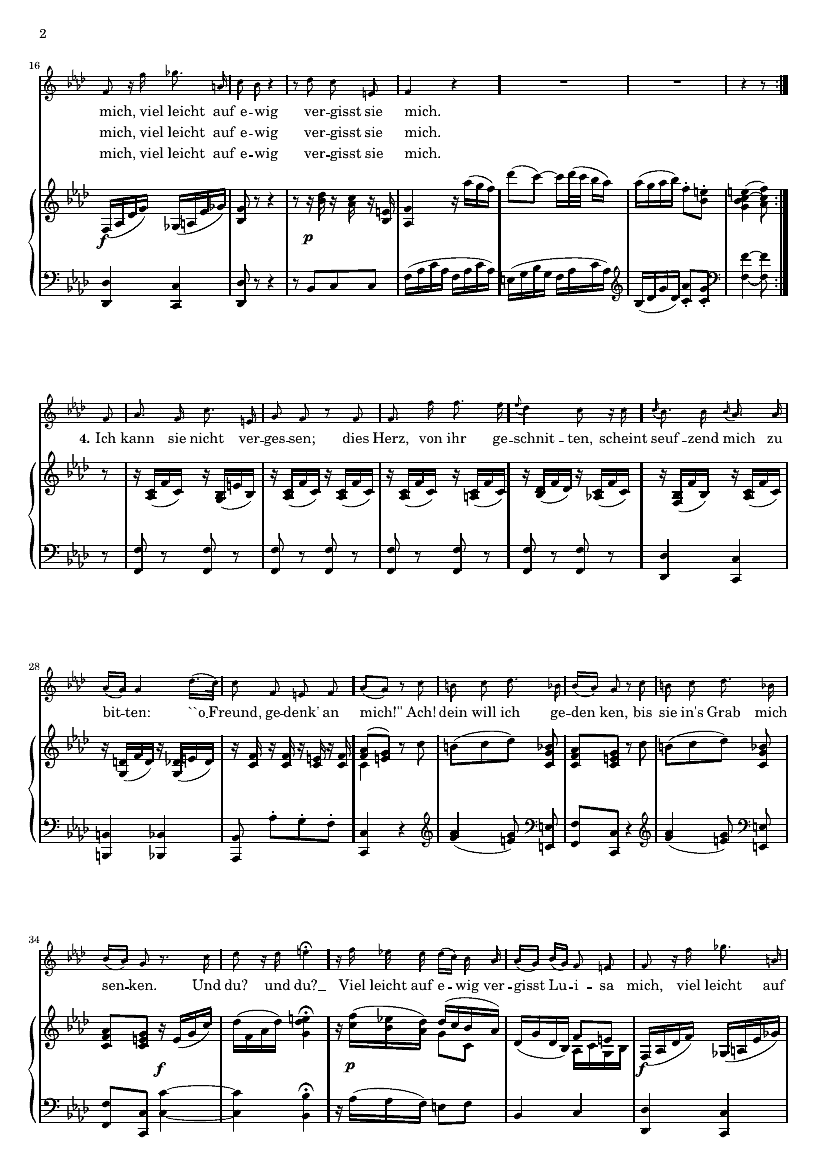 2
16
mich, viel leicht auf e-wig ver-gisst sie mich.
mich, viel leicht auf e-wig ver-gisst sie mich.
mich, viel leicht auf e-wig ver-gisst sie mich.
f p
4. Ich kann sie nicht ver-ges-sen; dies Herz, von ihr ge-schnit-ten, scheint seuf-zend mich zu
28
bit-ten: ``o_Freund, ge-denk' an mich!" Ach! dein will ich ge-den ken, bis sie in's Grab mich
34
sen-ken. Und du? und du?_ Viel leicht auf e-wig ver-gisst Lu-i-sa mich, viel leicht auf
f p f